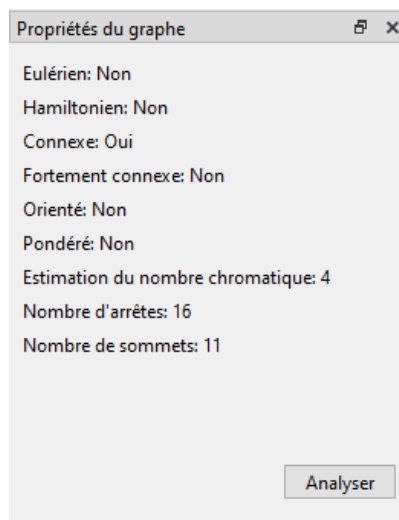 Propriétés du graphe
Eulérien: Non
Hamiltonien: Non
Connexe: Oui
Fortement connexe: Non
Orienté: Non
Pondéré: Non
Estimation du nombre chromatique: 4
Nombre d'arrêtes: 16
Nombre de sommets: 11
Analyser